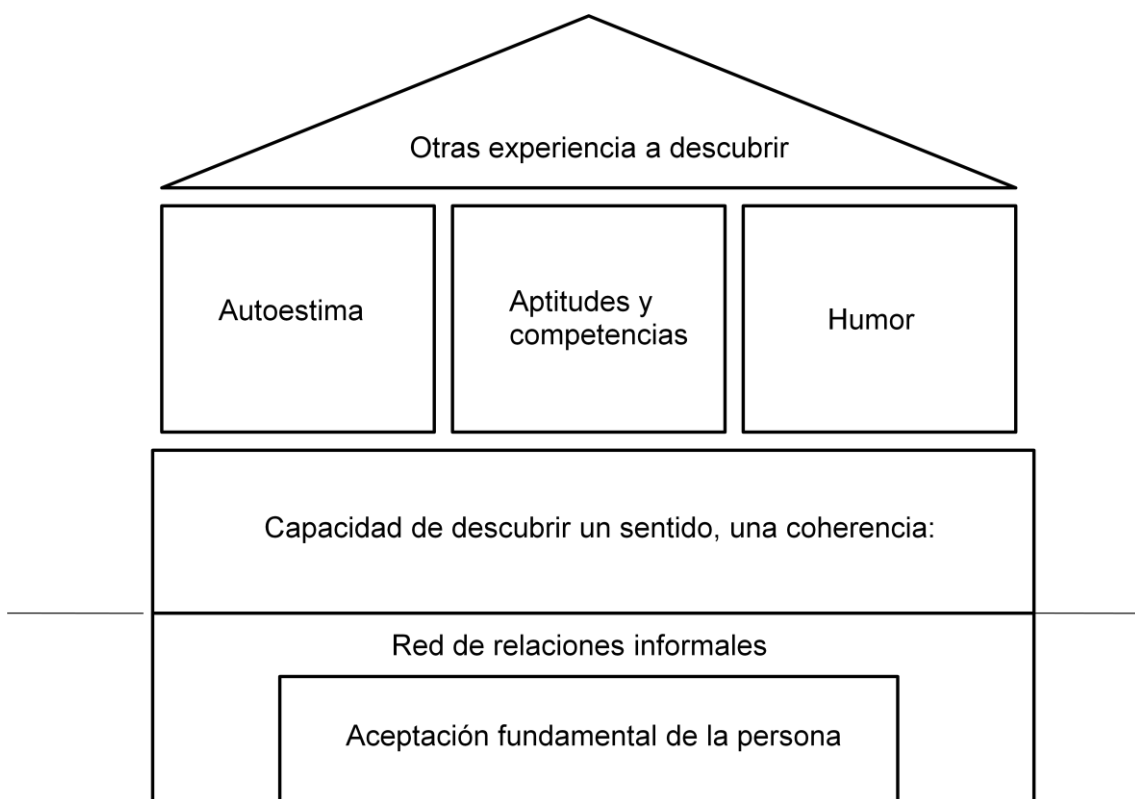 Otras experiencia a descubrir
Autoestima
Aptitudes y
competencias
Humor
Capacidad de descubrir un sentido, una coherencia:
Red de relaciones informales
Aceptación fundamental de la persona